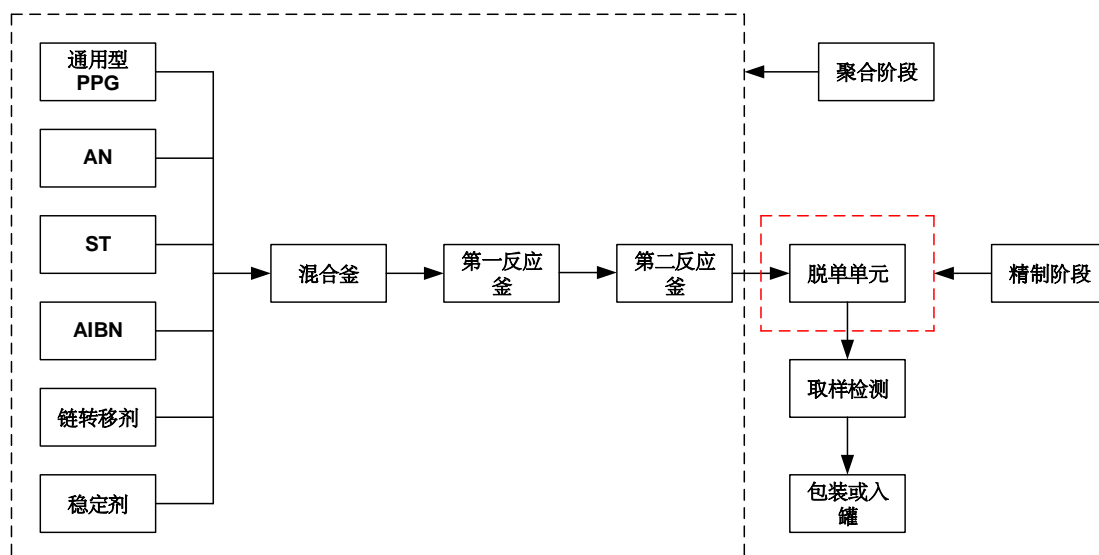 通用型
PPG
聚合阶段
AN
ST
混合釜
第一反应
釜
第二反应
釜
脱单单元
精制阶段
AIBN
取样检测
链转移剂
稳定剂
包装或入
罐